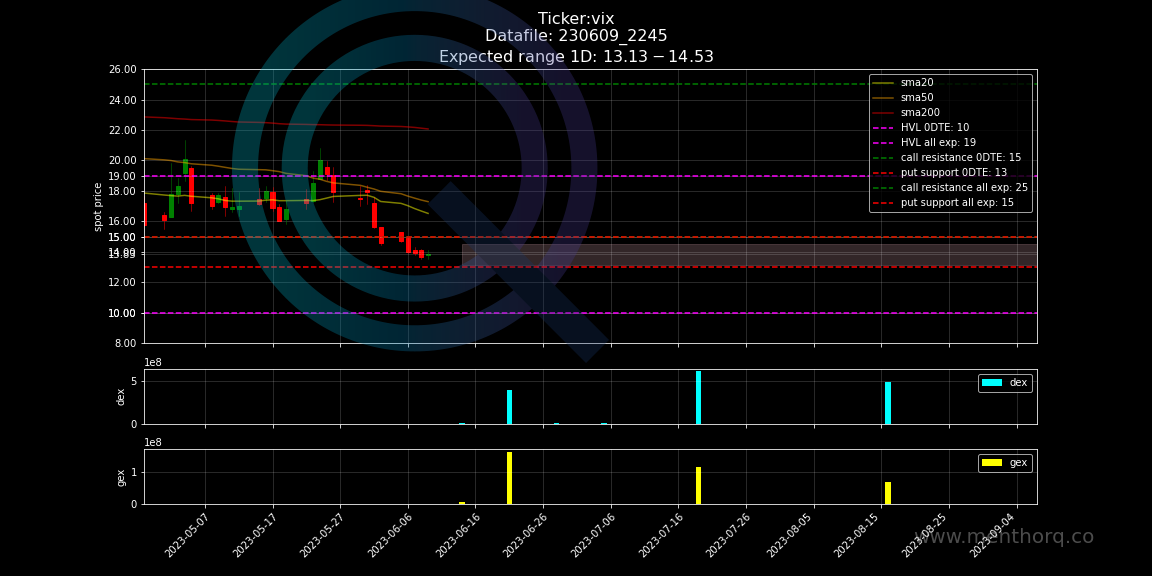 Ticker:vix
Datafile: 230609_2245
Expected range 1D: 13.13 − 14.53
26.00
24.00
22.00
20.00
19.00
18.00
16.00
15.00
14.00
12.00
10.00
8.00
spot price
sma20
sma50
sma200
HVL 0DTE: 10
HVL all exp: 19
call resistance 0DTE: 15
put support 0DTE: 13
call resistance all exp: 25
put support all exp: 15
1e8
5
0
dex
dex
1e8
1
0
gex
gex
2023-05-07
2023-05-17
2023-05-27
2023-06-06
2023-06-16
2023-06-26
2023-07-06
2023-07-16
2023-07-26
2023-08-05
2023-08-15
2023-08-25
2023-09-04
www.menthorq.co